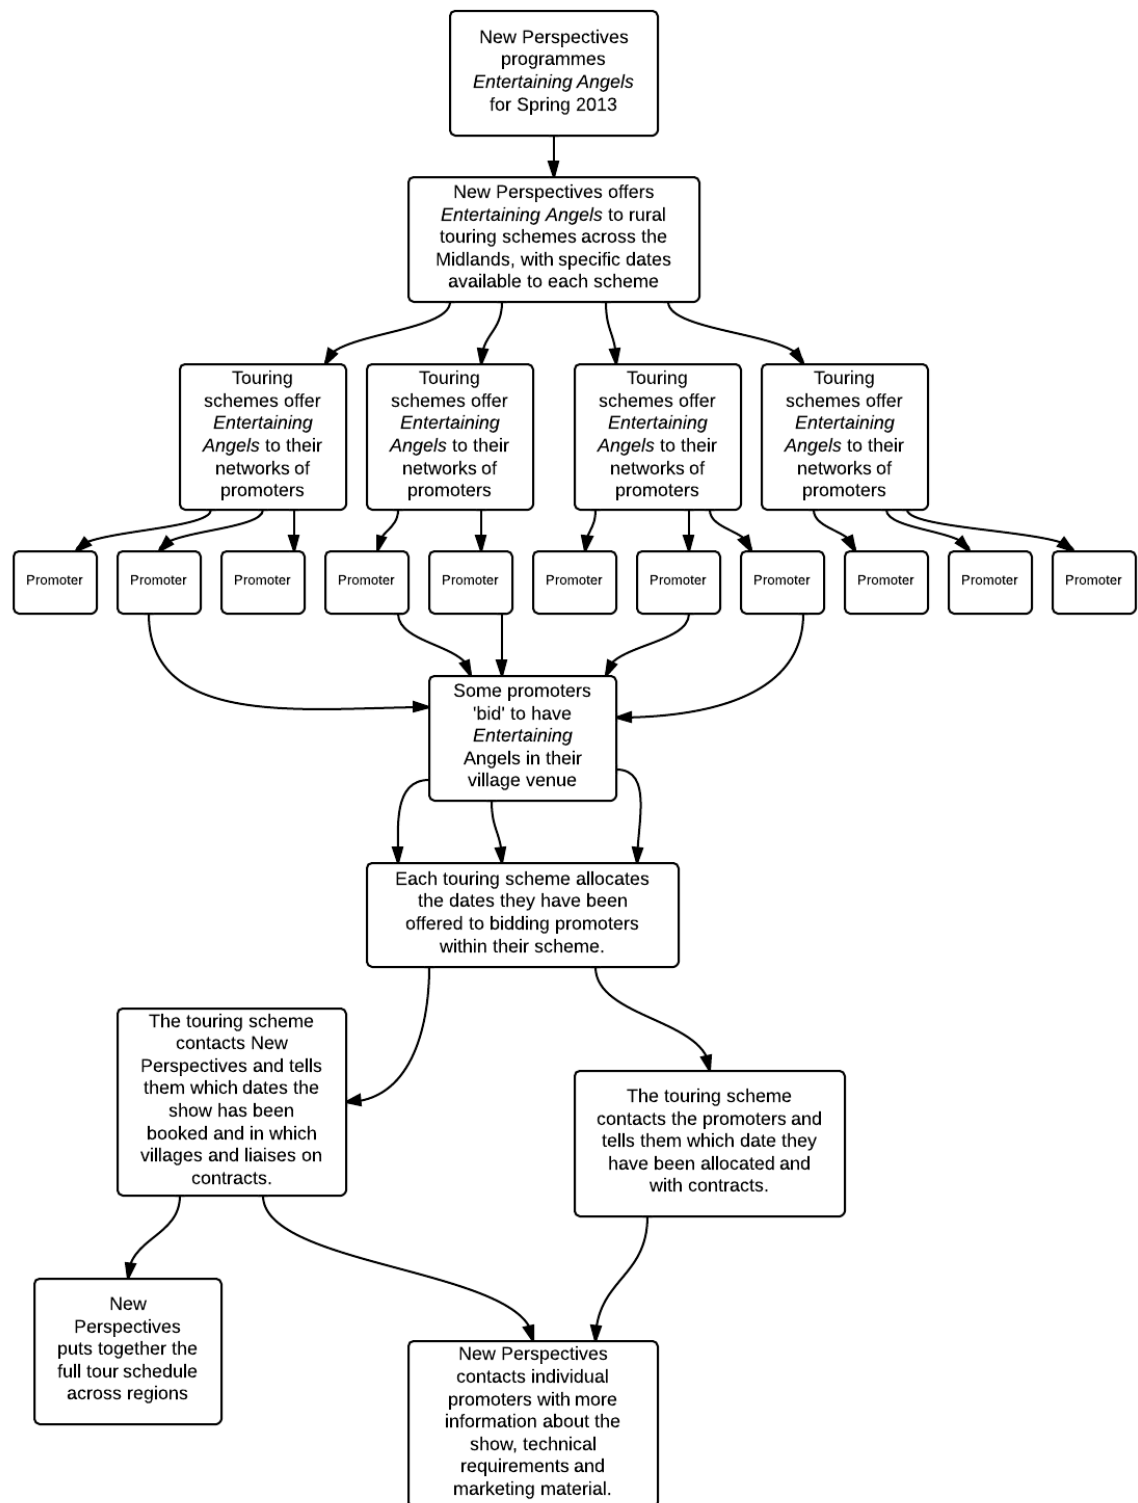 New Perspectives
programmes
Entertaining Angels
for Spring 2013
New Perspectives offers
Entertaining Angels to rural
touring schemes across the
Midlands, with specific dates
available to each scheme
Touring
schemes offer
Entertaining
Angels to their
networks of
promoters
Touring
schemes offer
Entertaining
Angels to their
networks of
promoters
Touring
schemes offer
Entertaining
Angels to their
networks of
promoters
Touring
schemes offer
Entertaining
Angels to their
networks of
promoters
Promoter
Promoter
Promoter
Promoter
Promoter
Promoter
Promoter
Promoter
Promoter
Promoter
Promoter
Some promoters
'bid' to have
Entertaining
Angels in their
village venue
Each touring scheme allocates
the dates they have been
offered to bidding promoters
within their scheme.
The touring scheme
contacts New
Perspectives and tells
them which dates the
show has been
booked and in which
villages and liaises on
contracts.
The touring scheme
contacts the promoters and
tells them which date they
have been allocated and
with contracts.
New
Perspectives
puts together the
full tour schedule
across regions
New Perspectives
contacts individual
promoters with more
information about the
show, technical
requirements and
marketing material.